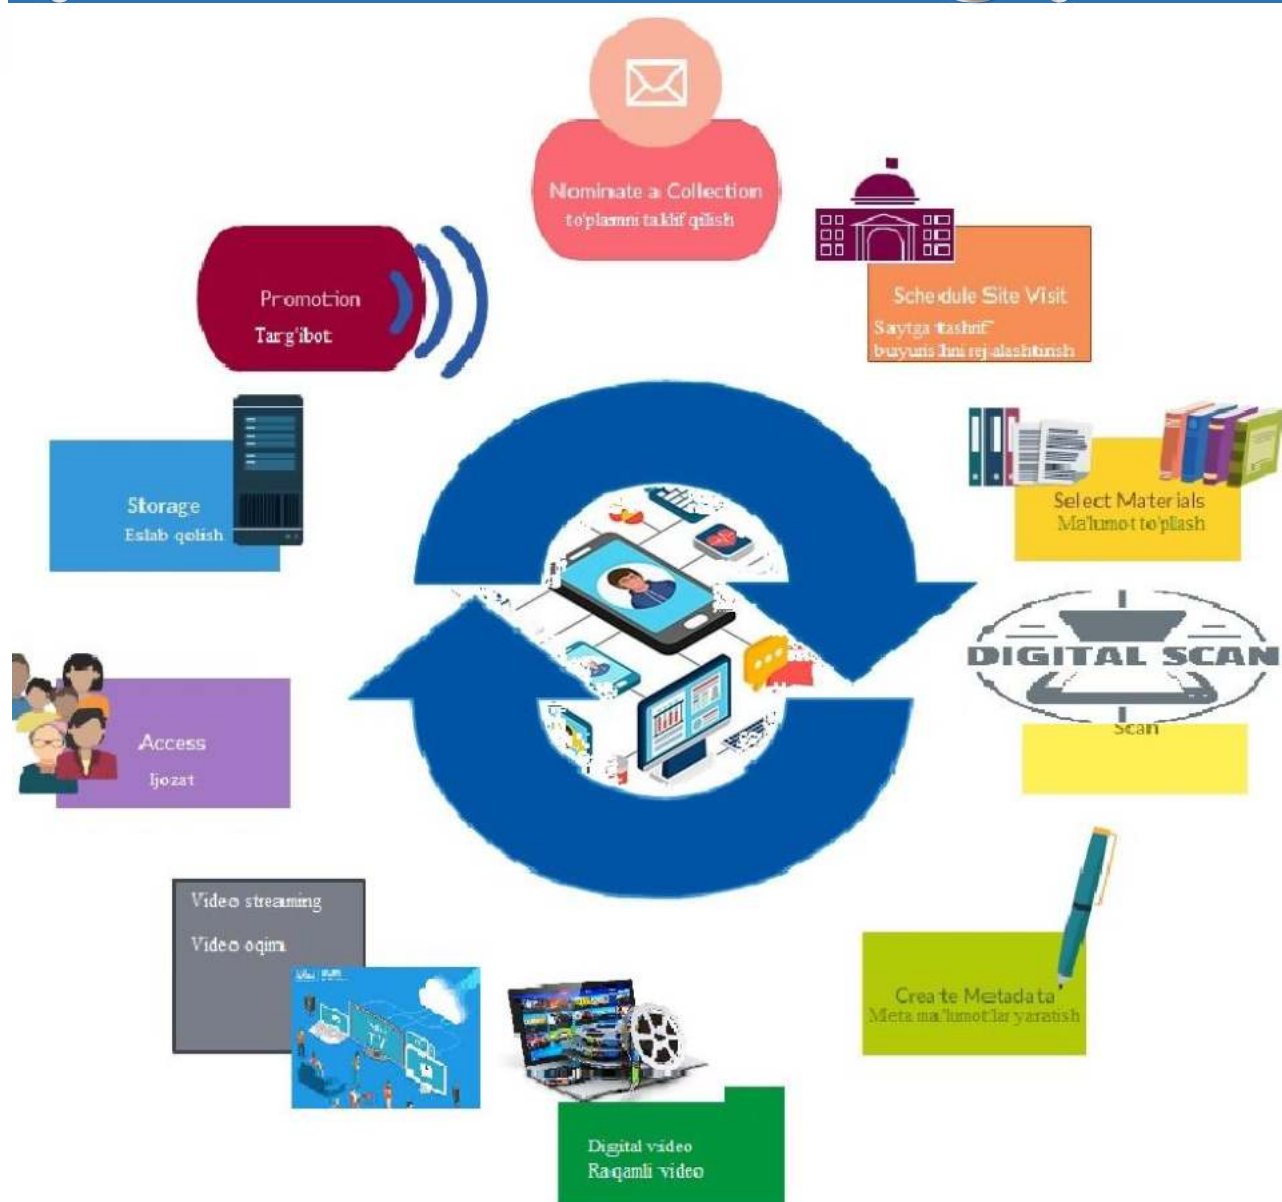 Nominate a Collection
to'plamni taklif qilish
Schedule Site Visit
Saytga tashrif
buyurishni rejalashtirish
Select Materials
Ma'lumot to'plash
DIGITAL SCAN
Scan
Create Metadata
Meta ma'lumotlar yaratish
Digital video
Raqamli video
Video streaming
Video oqim
TV
Access
Ijozat
Storage
Eslab qolish
Promotion
Targ'ibot